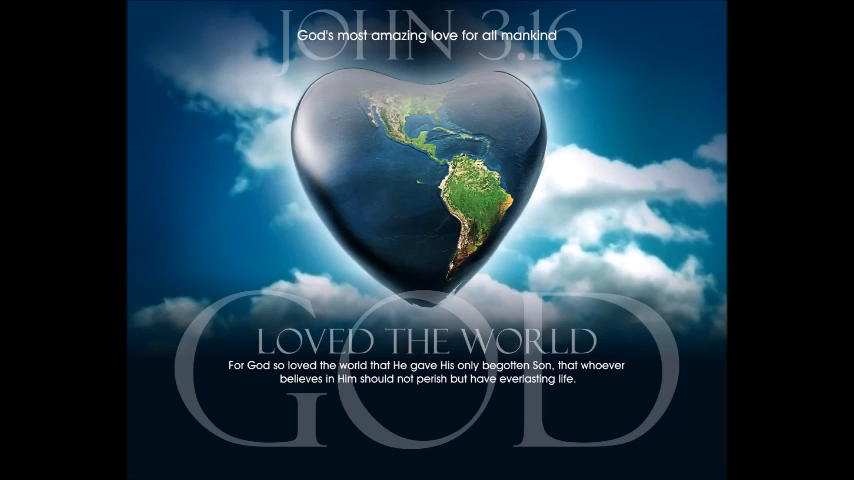 JOHN 3:16
God's most amazing love for all mankind
GOD
LOVED THE WORLD
For God so loved the world that He gave His only begotten Son, that whoever
believes in Him should not perish but have everlasting life.